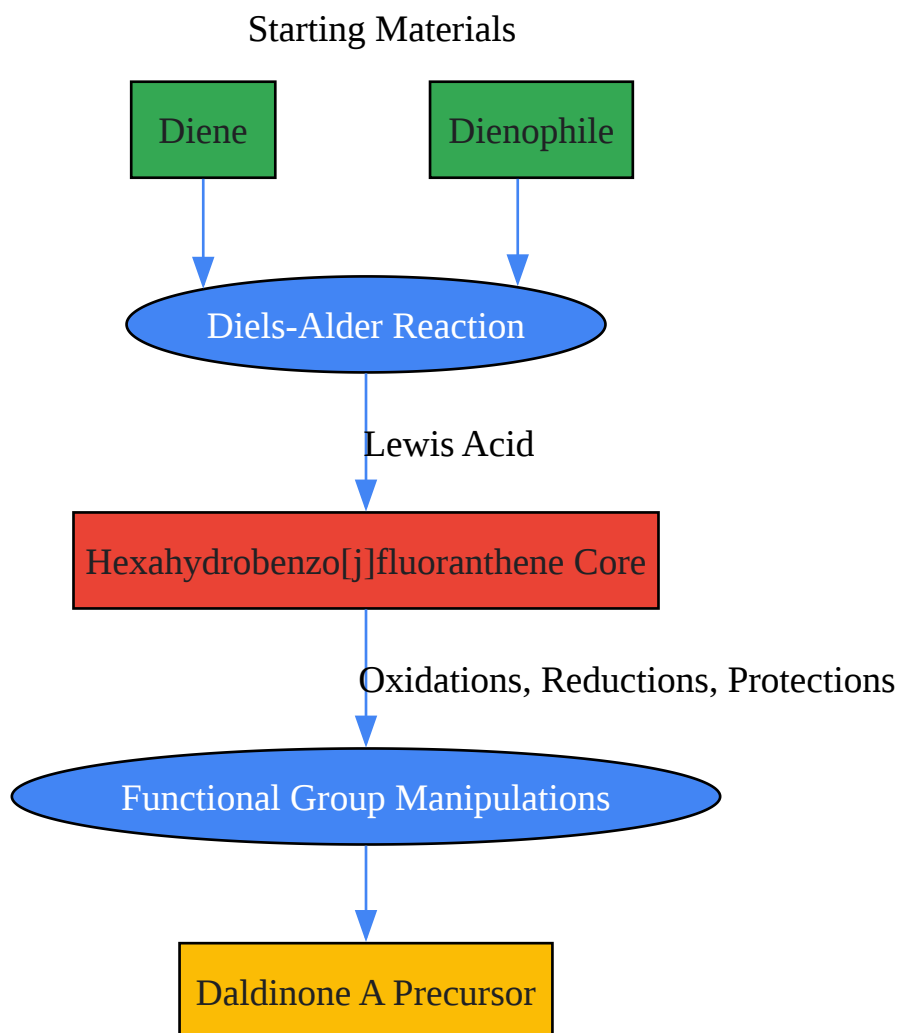 Starting Materials
Diene
Dienophile
Diels-Alder Reaction
Lewis Acid
Hexahydrobenzo[j]fluoranthene Core
Oxidations, Reductions, Protections
Functional Group Manipulations
Daldinone A Precursor